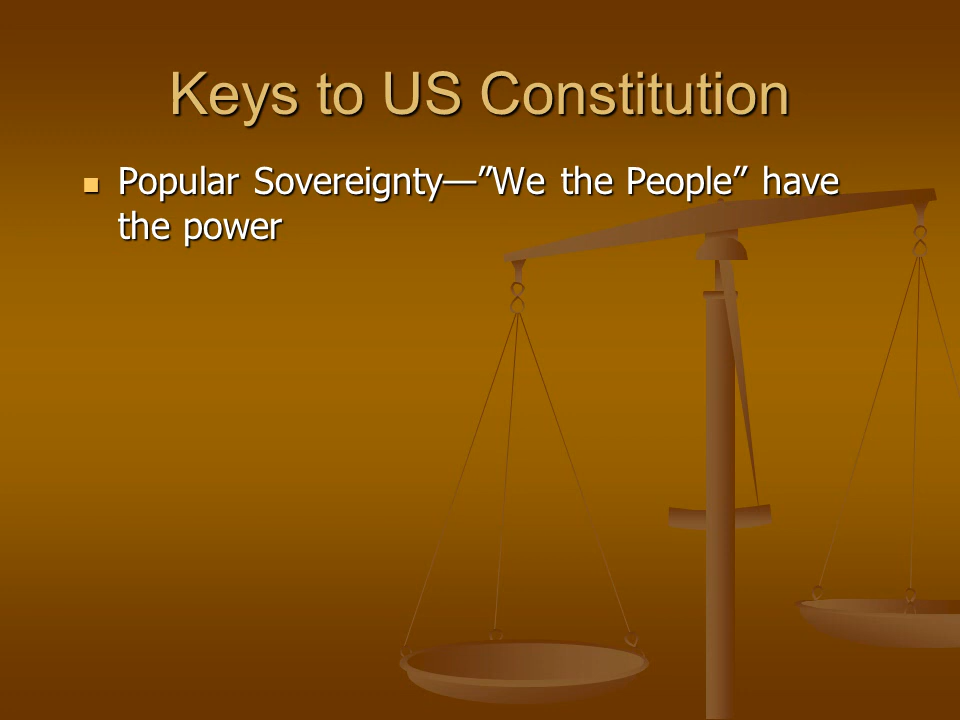 Keys to US Constitution
Popular Sovereignty—”We the People” have
the power